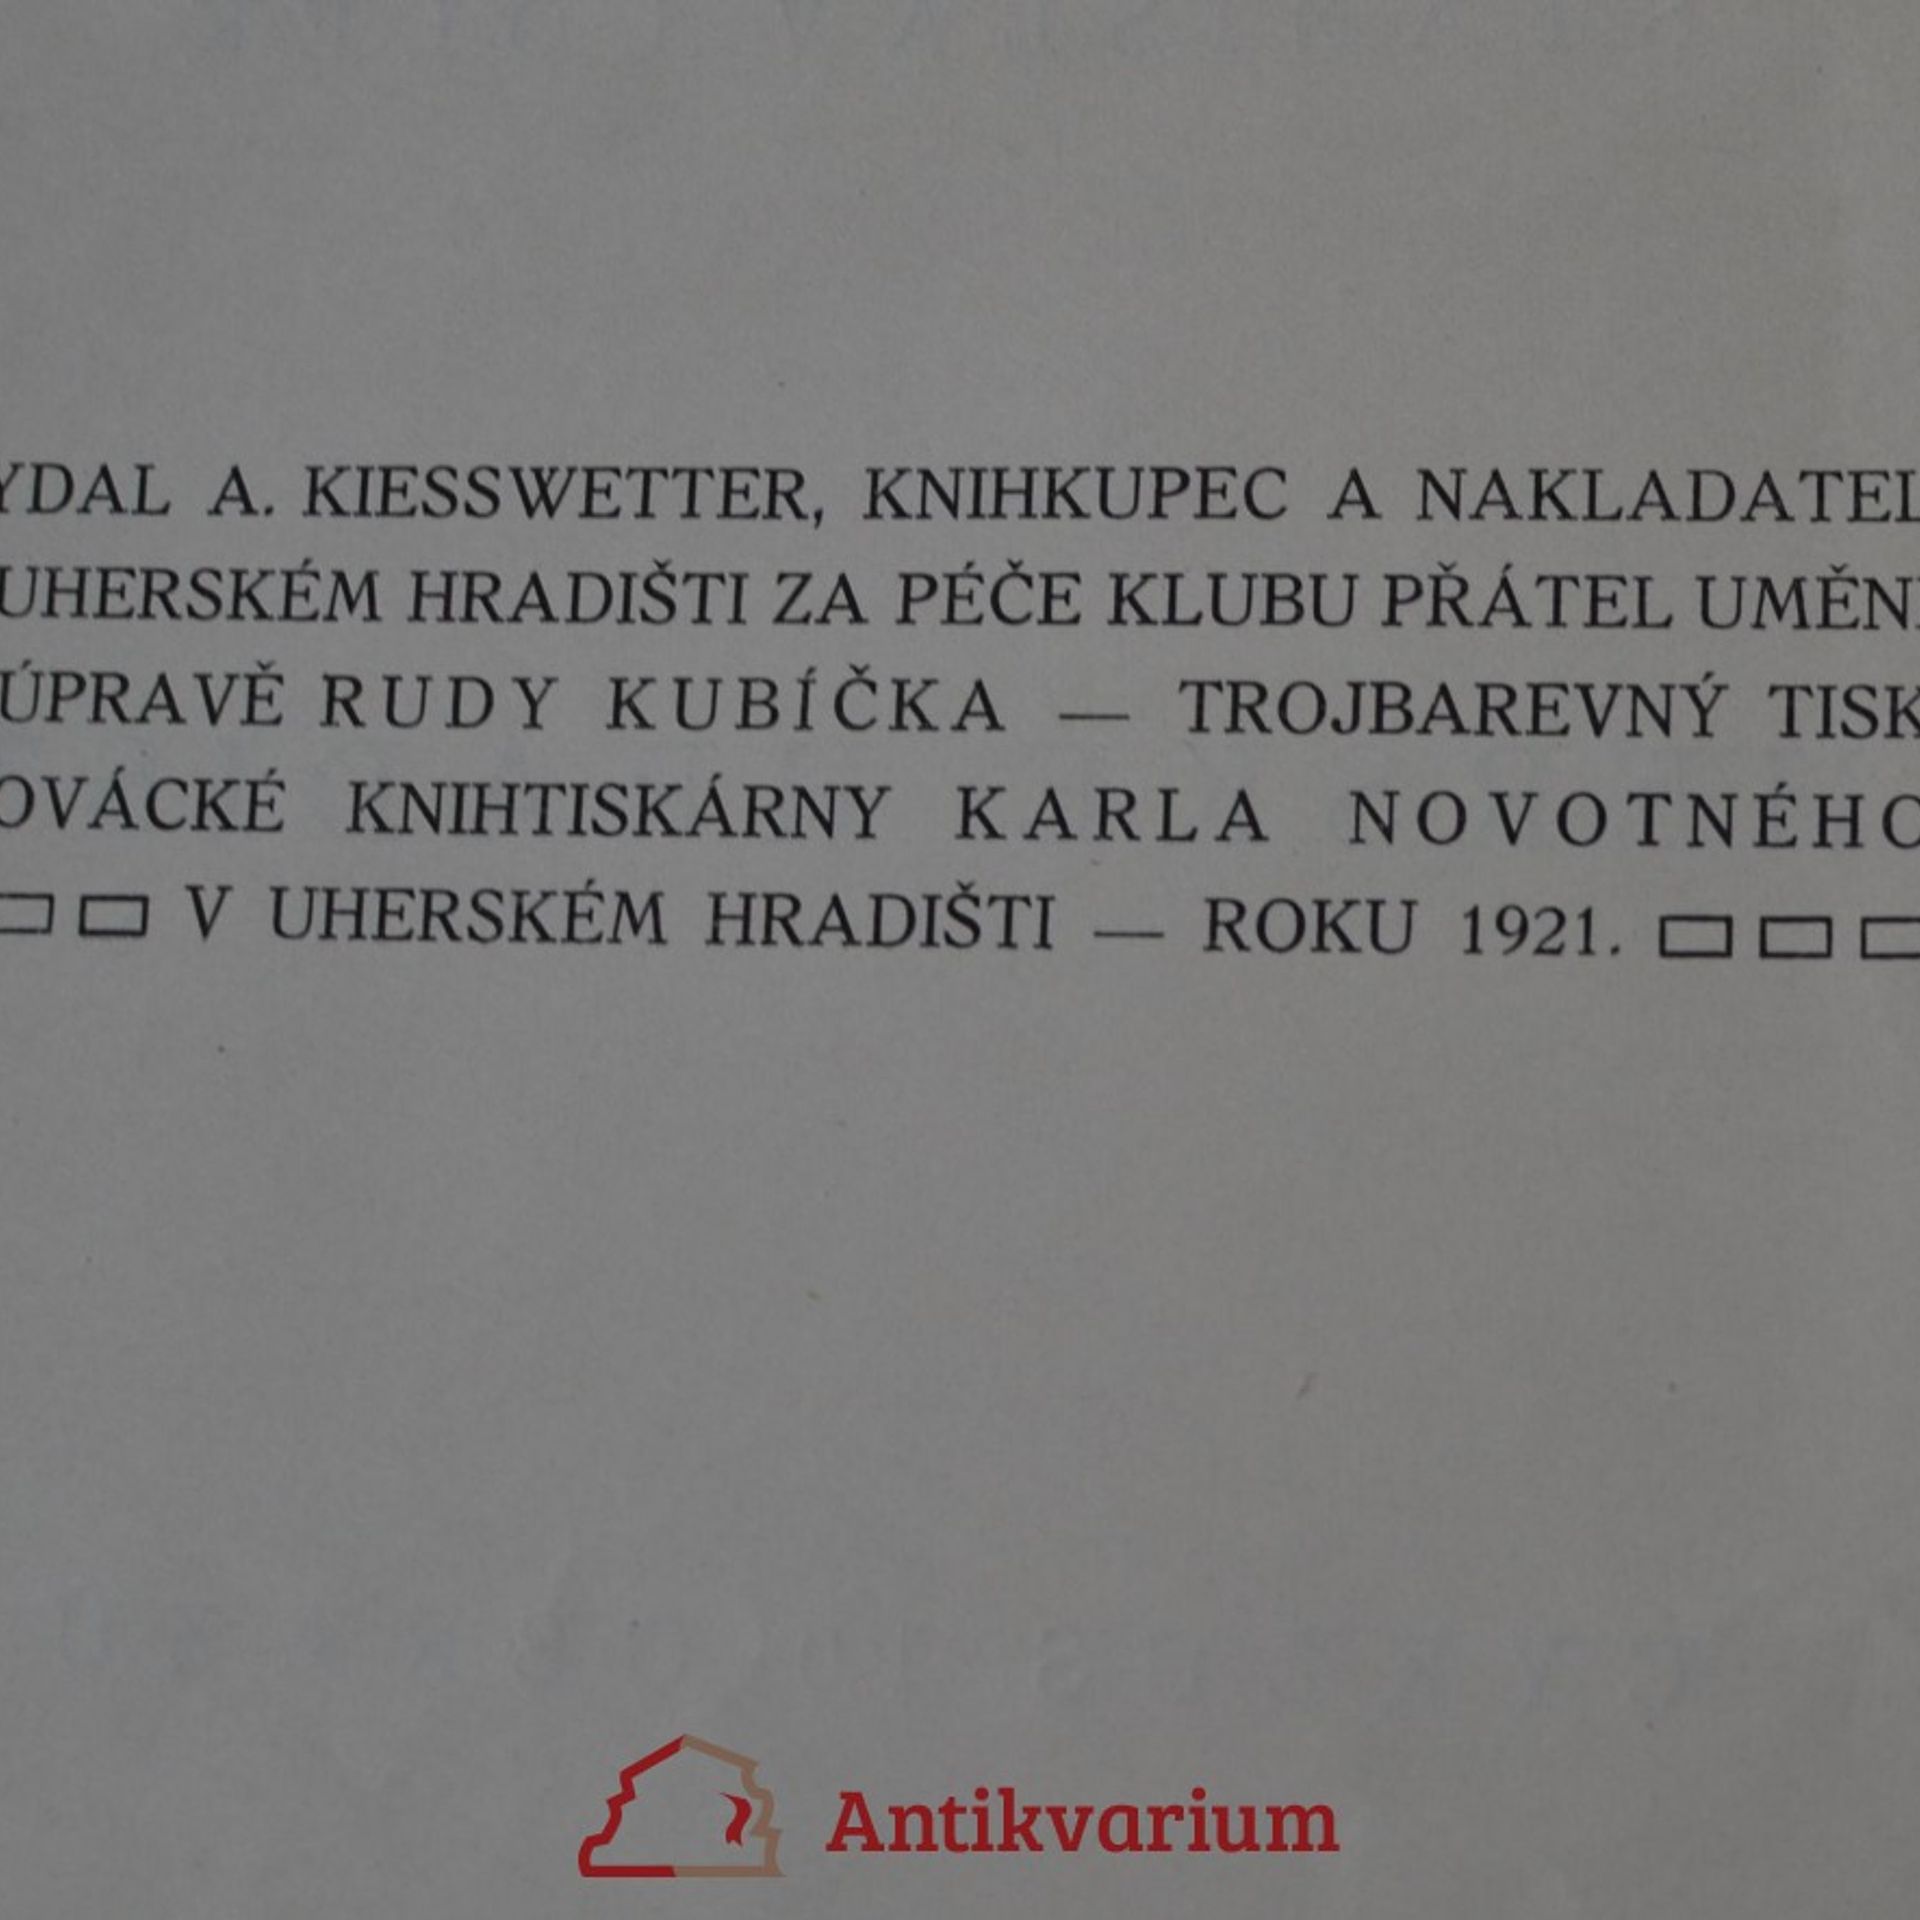 YDAL A. KIESSWETTER, KNIHKUPEC A NAKLADATEL
UHERSKÉM HRADIŠTI ZA PÉČE KLUBU PŘÁTEL UMĚNÍ
ÚPRAVĚ RUDY KUBÍČKA — TROJBAREVNÝ TISK
OVÁCKÉ KNIHTISKÁRNY KARLA NOVOTNÉHO
V UHERSKÉM HRADIŠTI — ROKU 1921.
Antikvarium